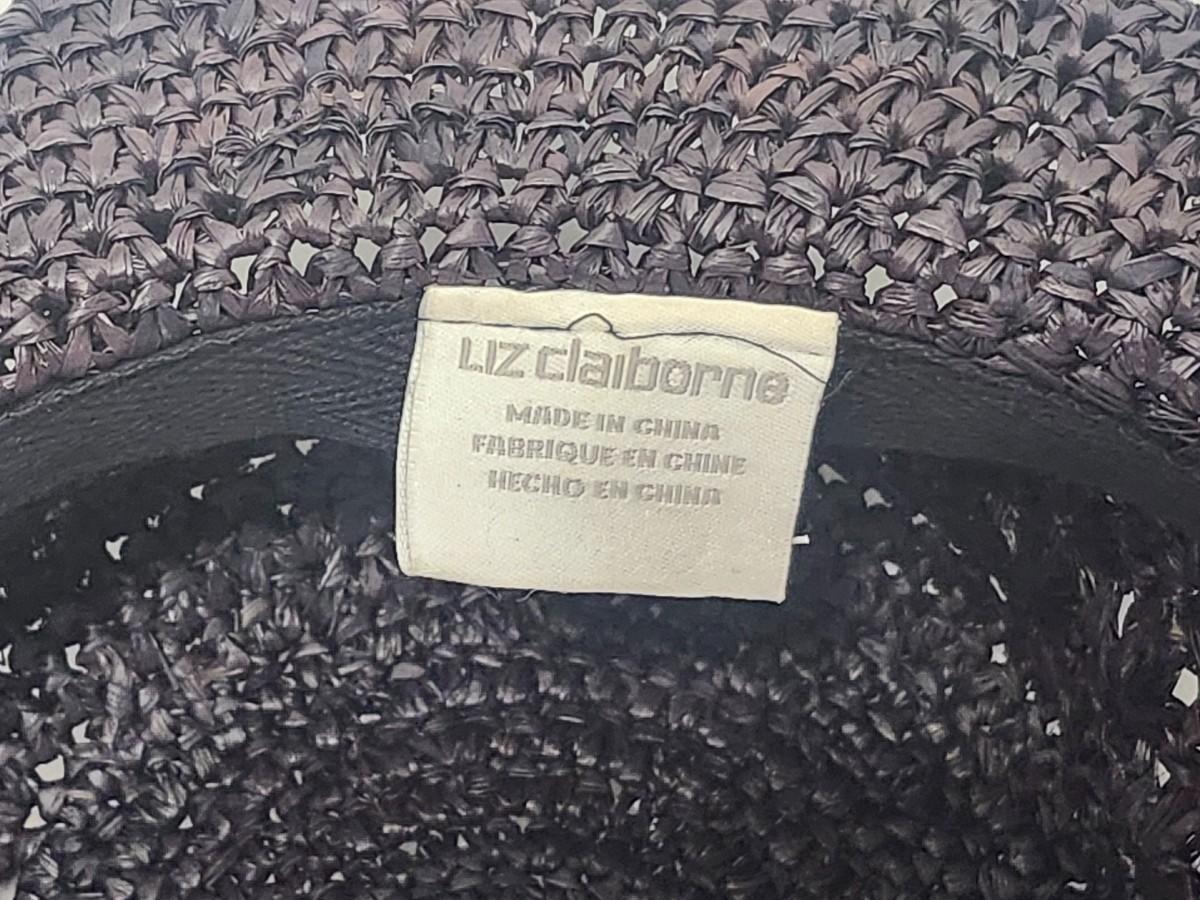 LIZ claiborne
MADE IN CHINA
FABRIQUE EN CHINE
HECHO EN CHINA